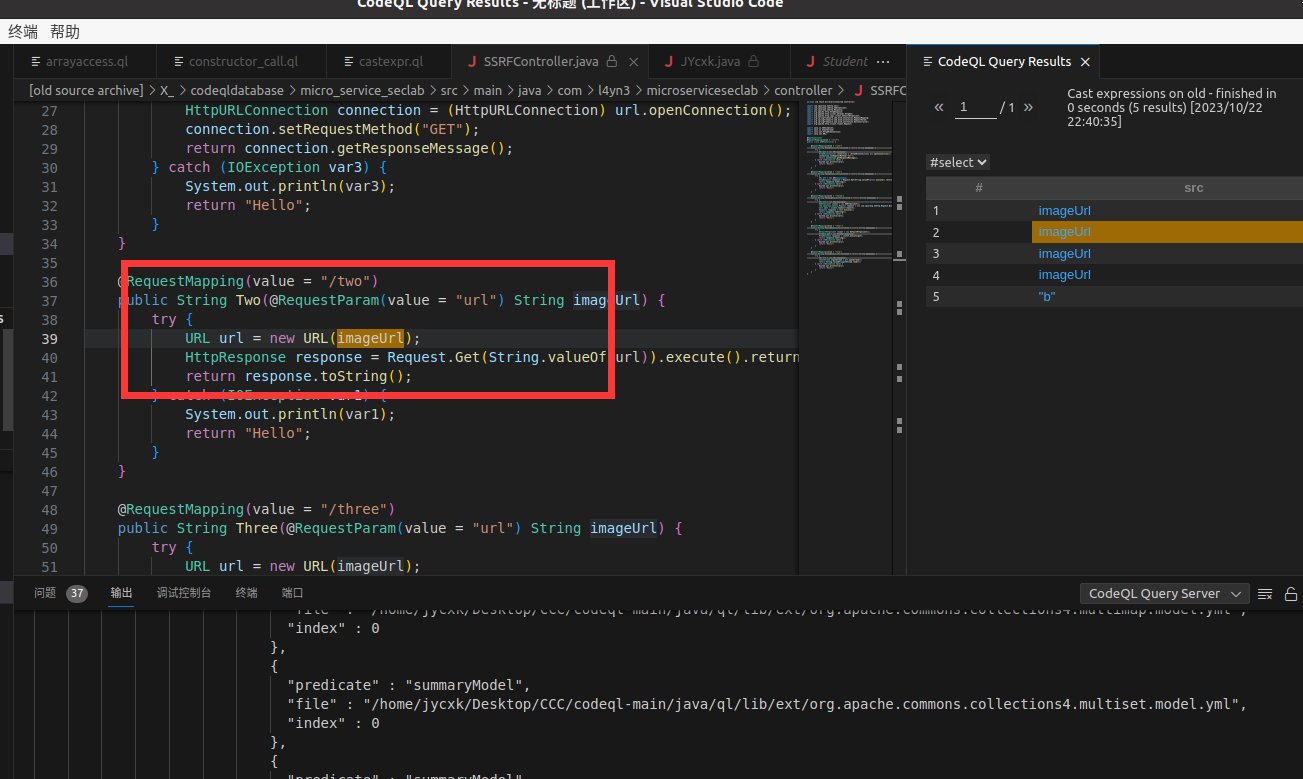 CodeQL Query Results - 无标题 (工作区) - Visual Studio Code
终端 帮助
arrayaccess.ql
constructor_call.ql
castexpr.ql
SSRFController.java
JYcxk.java
Student ···
CodeQL Query Results
[old source archive] > X_ > codeqldatabase > micro_service_seclab > src > main > java > com > l4yn3 > microserviceseclab > controller > SSRFC
27 HttpURLConnection connection = (HttpURLConnection) url.openConnection();
28 connection.setRequestMethod("GET");
29 return connection.getResponseMessage();
30 } catch (IOException var3) {
31 System.out.println(var3);
32 return "Hello";
33 }
34 }
35
36 @RequestMapping(value = "/two")
37 public String Two(@RequestParam(value = "url") String imageUrl) {
38 try {
39 URL url = new URL(imageUrl);
40 HttpResponse response = Request.Get(String.valueOf(url)).execute().return
41 return response.toString();
42 } catch (IOException var1) {
43 System.out.println(var1);
44 return "Hello";
45 }
46 }
47
48 @RequestMapping(value = "/three")
49 public String Three(@RequestParam(value = "url") String imageUrl) {
50 try {
51 URL url = new URL(imageUrl);
« 1 / 1 »
Cast expressions on old - finished in
0 seconds (5 results) [2023/10/22
22:40:35]
#select
# src
1 imageUrl
2 imageUrl
3 imageUrl
4 imageUrl
5 "b"
问题 37 输出 调试控制台 终端 端口
CodeQL Query Server
"file" : "/home/jycxk/Desktop/CCC/codeql-main/java/ql/lib/ext/org.apache.commons.collections4.multimap.model.yml",
"index" : 0
},
{
"predicate" : "summaryModel",
"file" : "/home/jycxk/Desktop/CCC/codeql-main/java/ql/lib/ext/org.apache.commons.collections4.multiset.model.yml",
"index" : 0
},
{
"predicate" : "summaryModel"